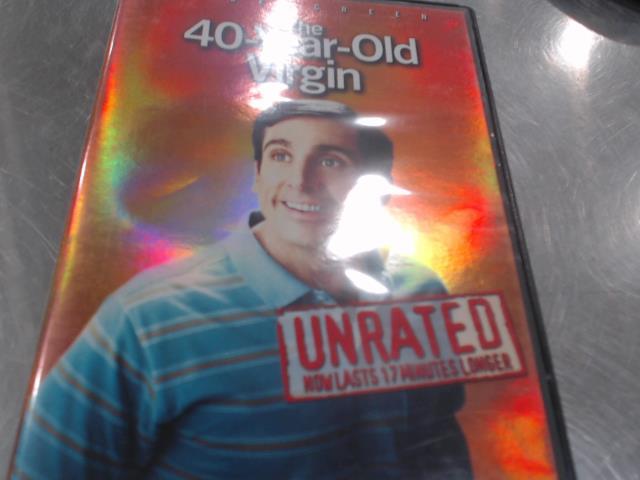 The
40-Year-Old
Virgin
UNRATED
NOW LASTS 17 MINUTES LONGER